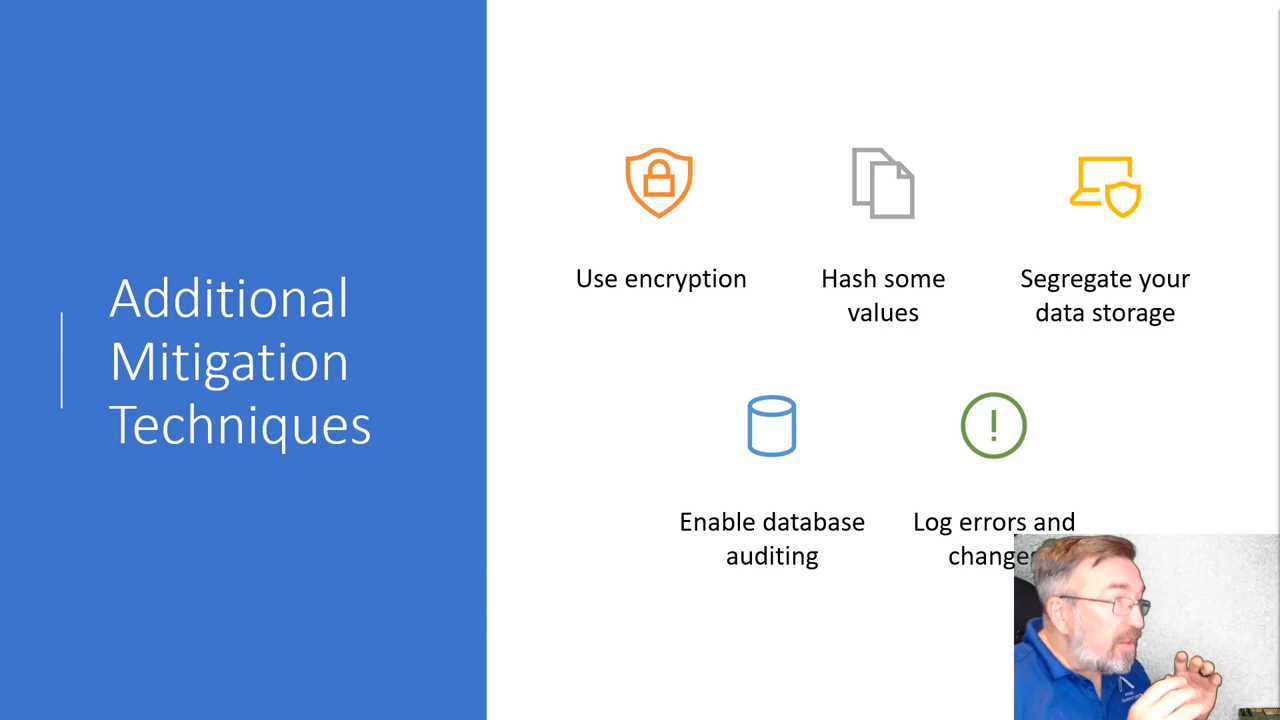 Additional
Mitigation
Techniques
Use encryption
Hash some
values
Segregate your
data storage
Enable database
auditing
Log errors and